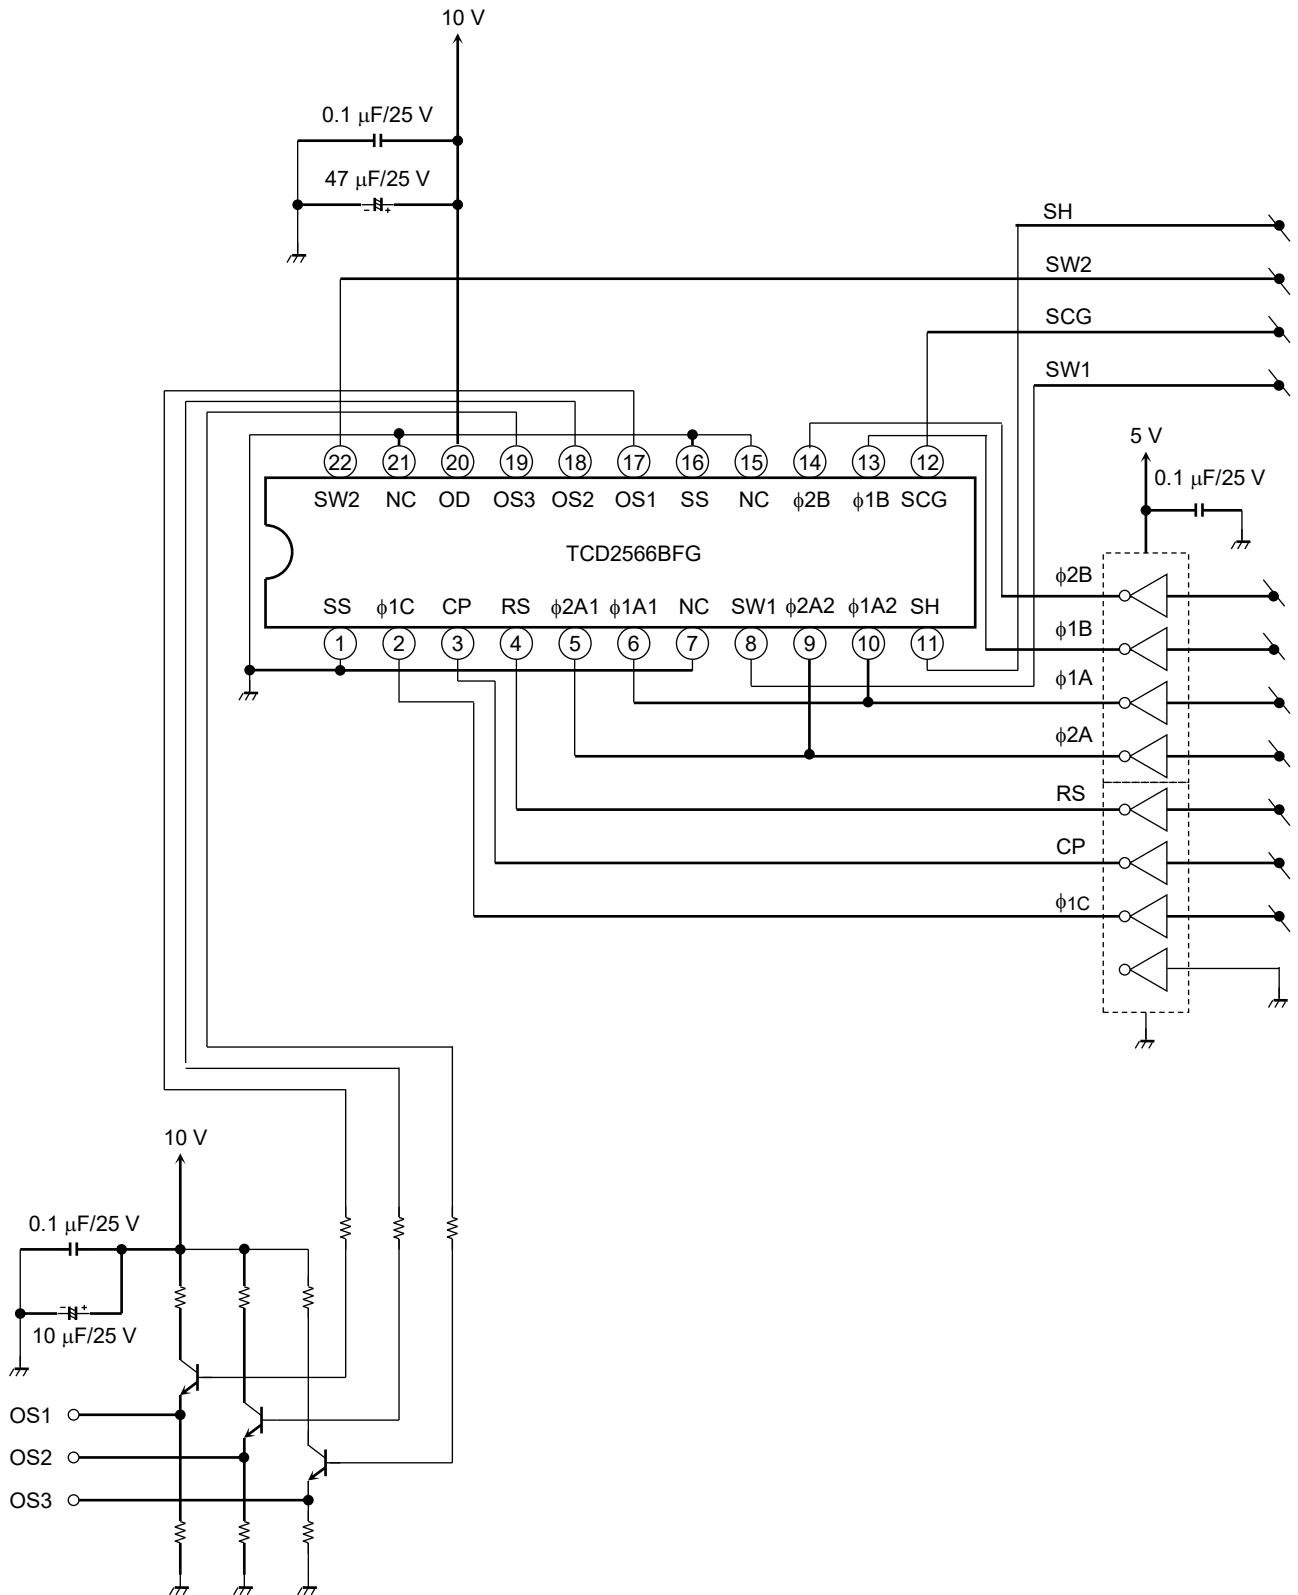 10 V
0.1 μF/25 V
47 μF/25 V
SH
SW2
SCG
SW1
5 V
0.1 μF/25 V
22 21 20 19 18 17 16 15 14 13 12
SW2 NC OD OS3 OS2 OS1 SS NC ϕ2B ϕ1B SCG
TCD2566BFG
SS ϕ1C CP RS ϕ2A1 ϕ1A1 NC SW1 ϕ2A2 ϕ1A2 SH
1 2 3 4 5 6 7 8 9 10 11
ϕ2B
ϕ1B
ϕ1A
ϕ2A
RS
CP
ϕ1C
10 V
0.1 μF/25 V
- +
10 μF/25 V
OS1
OS2
OS3